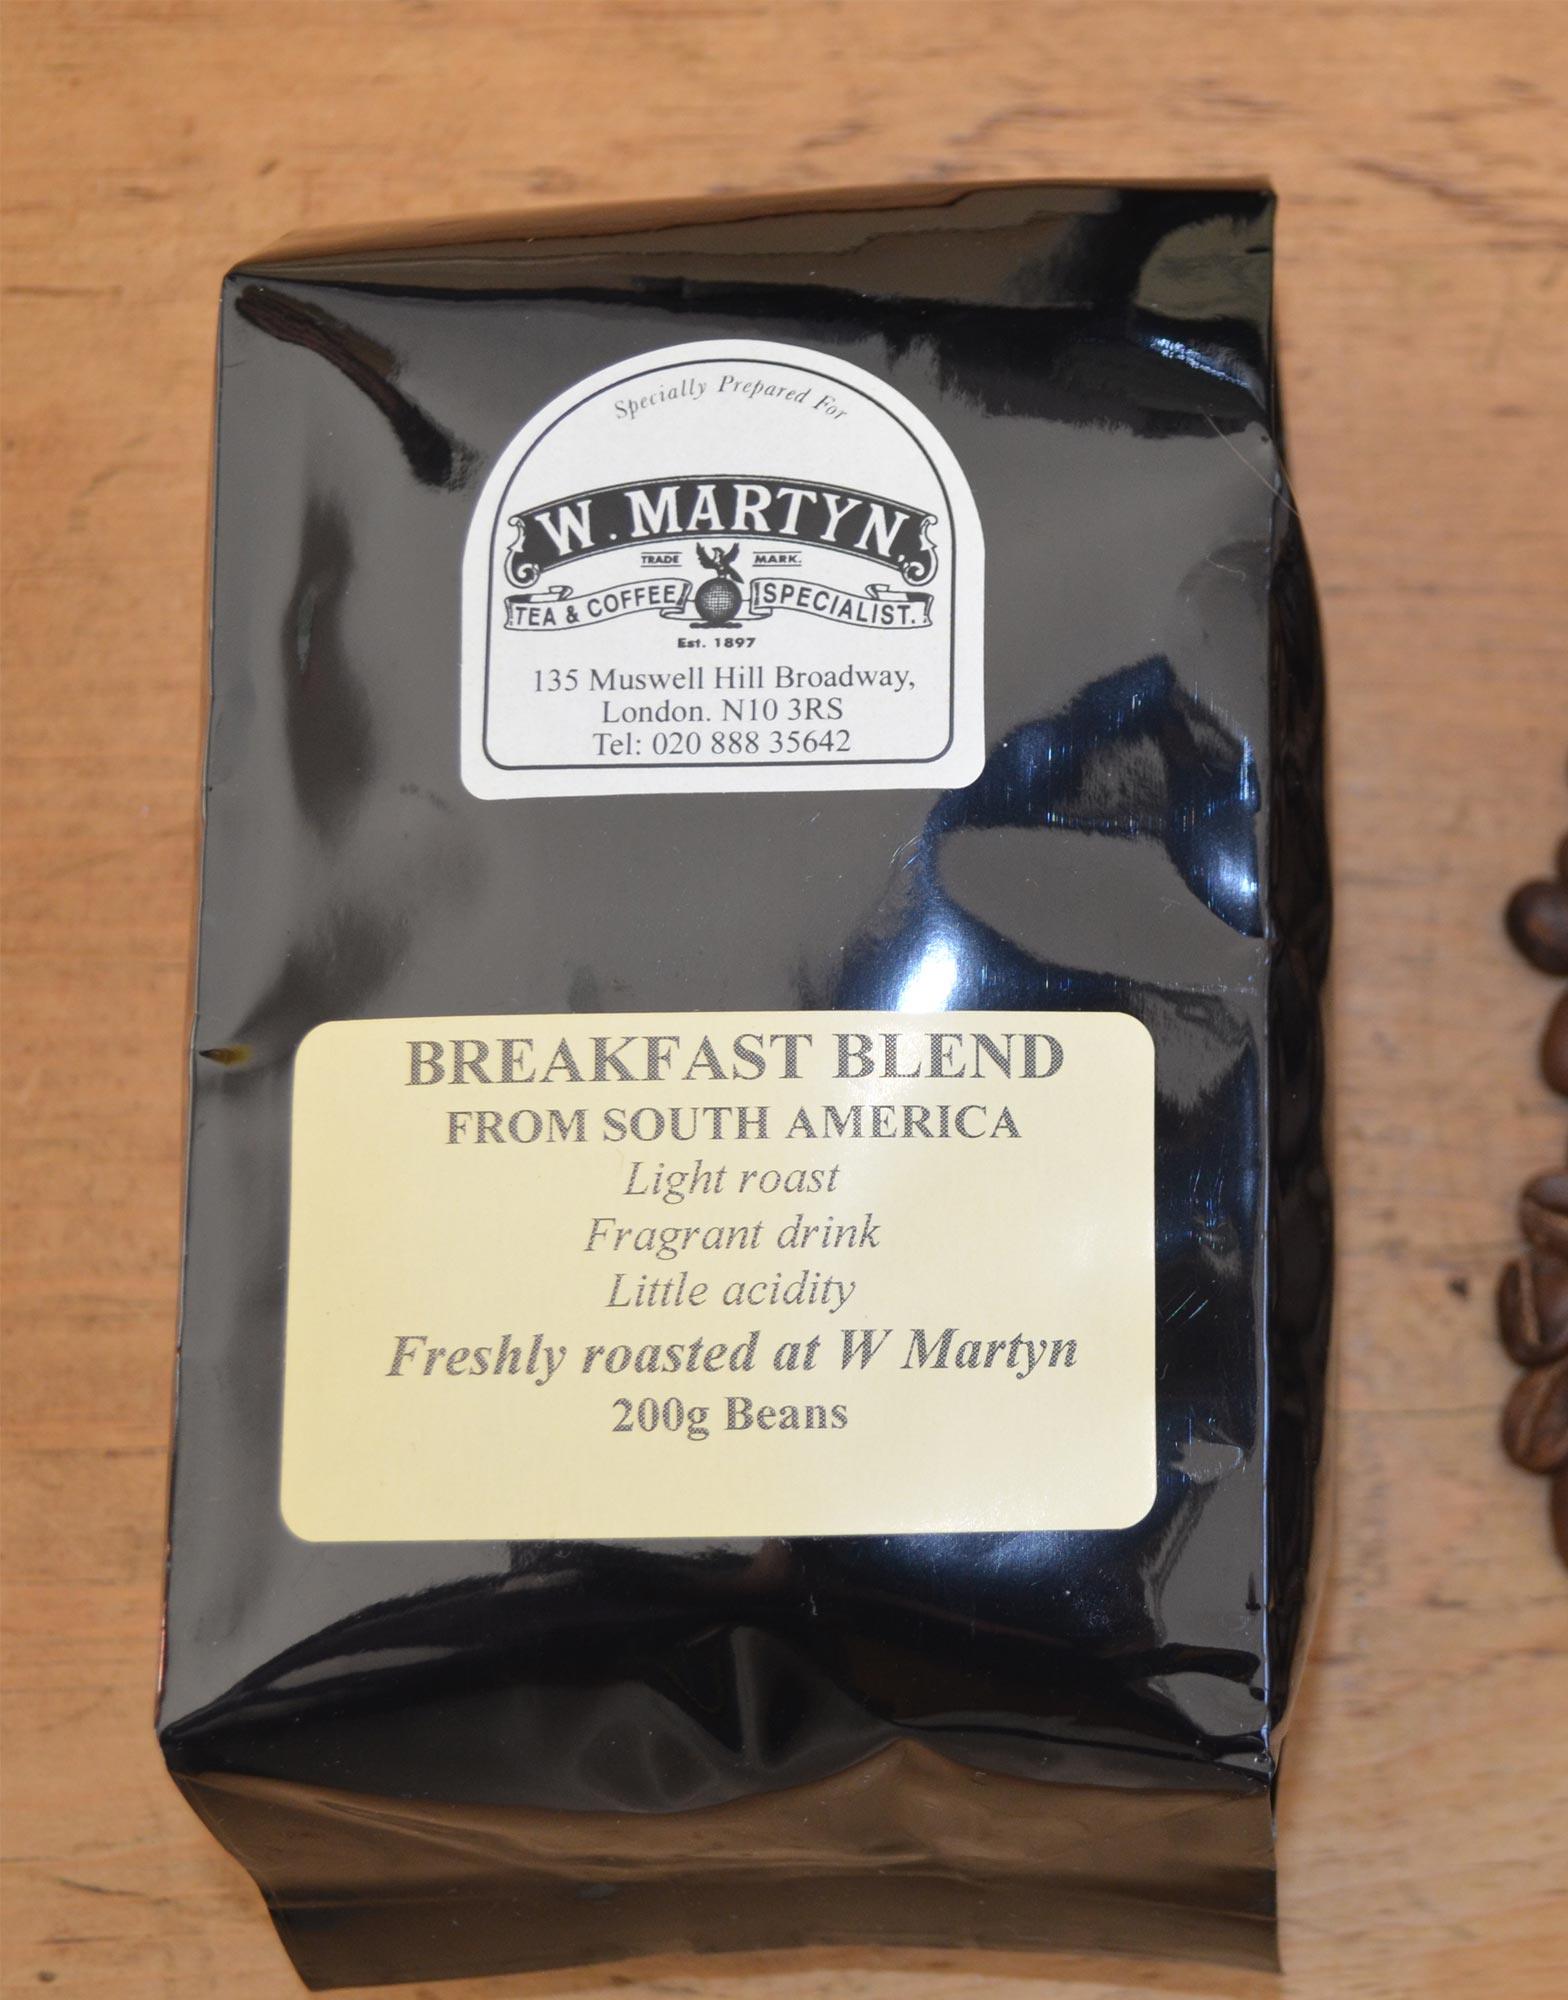 Specially Prepared For
W. MARTYN.
TRADE MARK.
TEA & COFFEE SPECIALIST.
Est. 1897
135 Muswell Hill Broadway,
London. N10 3RS
Tel: 020 888 35642
BREAKFAST BLEND
FROM SOUTH AMERICA
Light roast
Fragrant drink
Little acidity
Freshly roasted at W Martyn
200g Beans